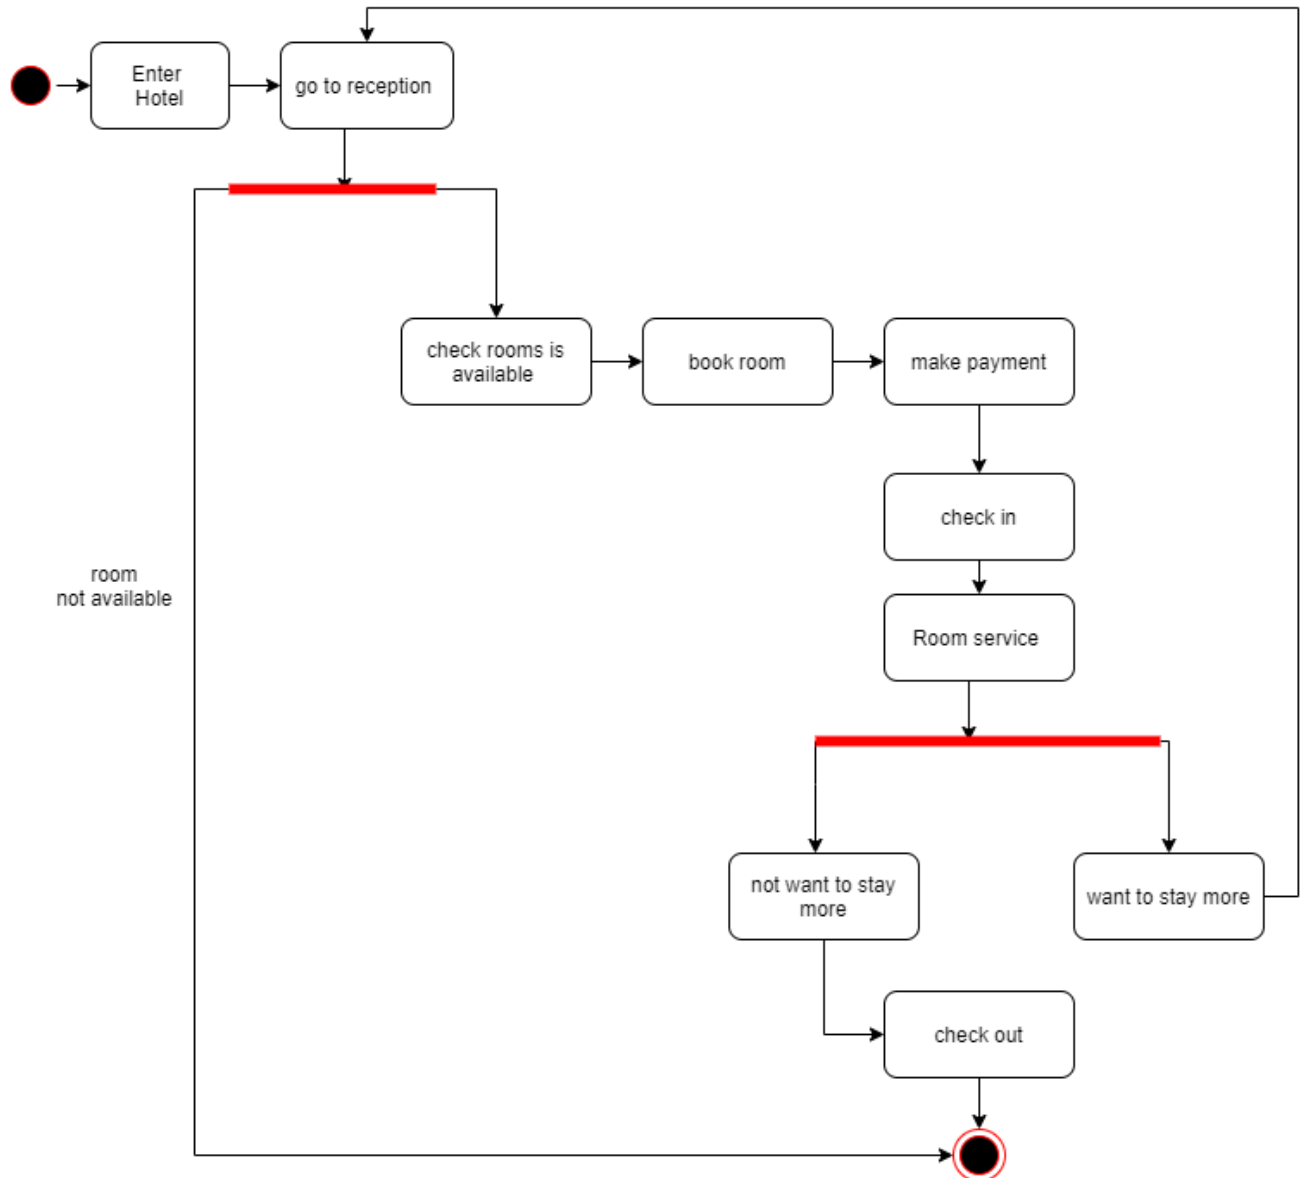 Enter
Hotel
go to reception
check rooms is
available
book room
make payment
check in
room
not available
Room service
not want to stay
more
want to stay more
check out